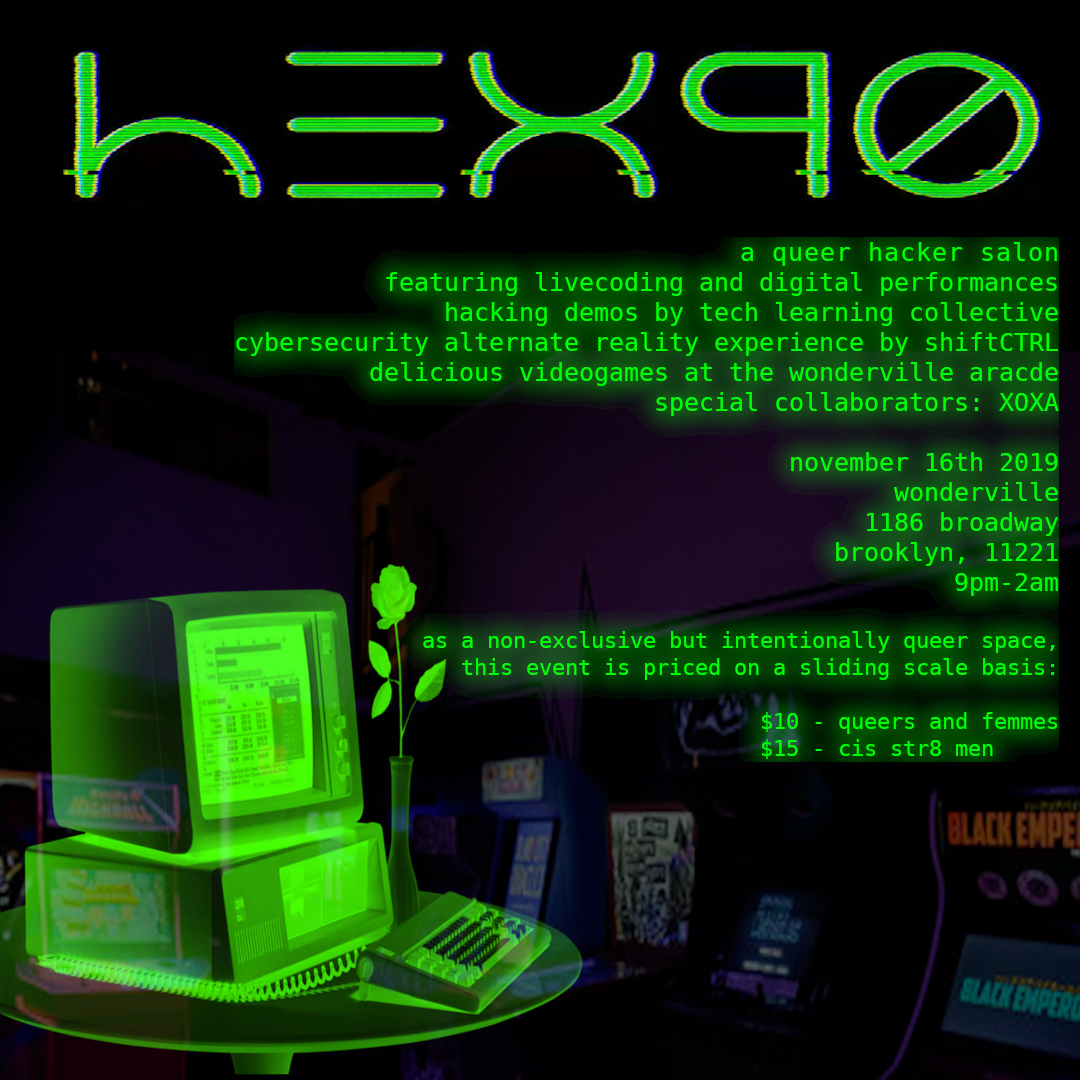 hEX90
a queer hacker salon
featuring livecoding and digital performances
hacking demos by tech learning collective
cybersecurity alternate reality experience by shiftCTRL
delicious videogames at the wonderville aracde
special collaborators: XOXA
november 16th 2019
wonderville
1186 broadway
brooklyn, 11221
9pm-2am
as a non-exclusive but intentionally queer space,
this event is priced on a sliding scale basis:
$10 - queers and femmes
$15 - cis str8 men
BLACK EMPE
BLACK EMPERO